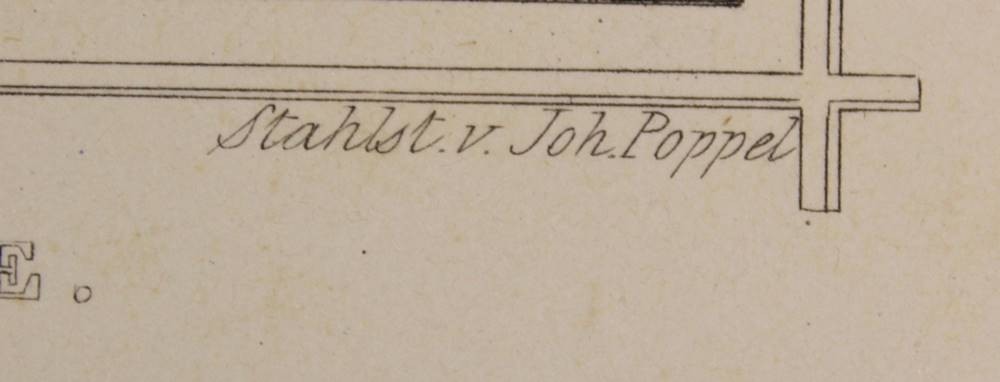 Stahlst. v. Joh. Poppel
E.